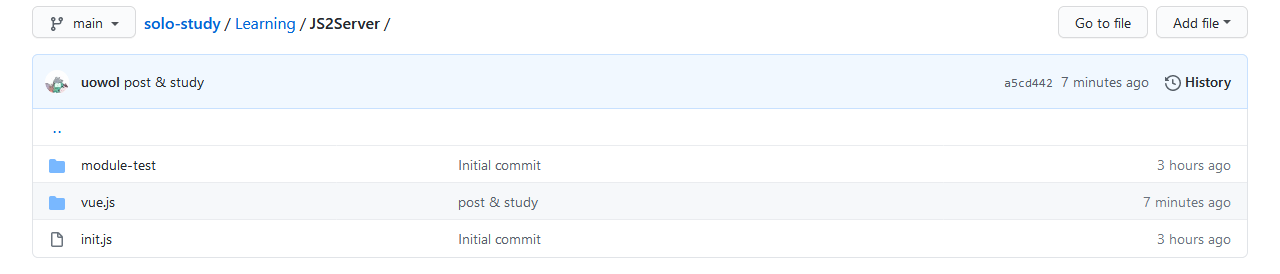 main solo-study / Learning / JS2Server / Go to file Add file
uowol post & study a5cd442 7 minutes ago History
..
module-test Initial commit 3 hours ago
vue.js post & study 7 minutes ago
init.js Initial commit 3 hours ago